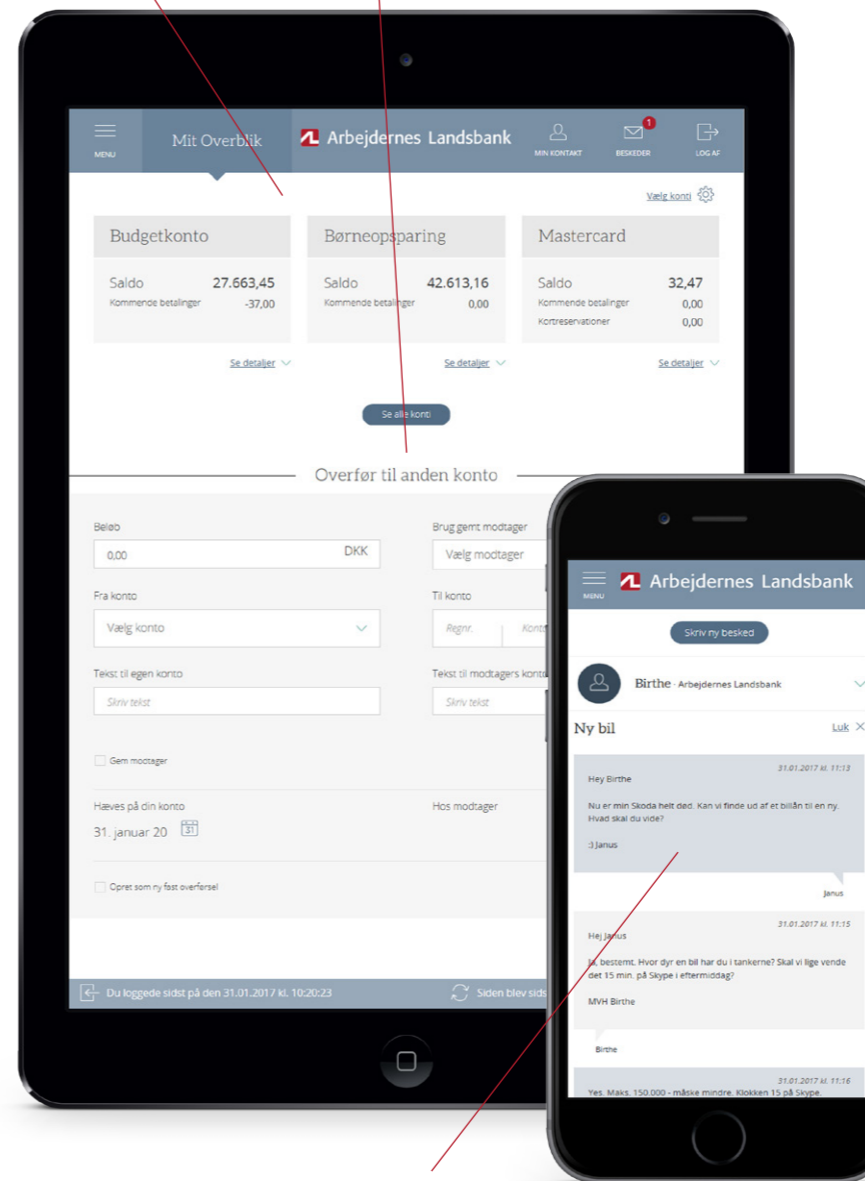 MENU
Mit Overblik
Arbejdernes Landsbank
MIN KONTAKT
1
BESKEDER
LOG AF
Vælg konti
Budgetkonto
Saldo 27.663,45
Kommende betalinger -37,00
Se detaljer
Børneopsparing
Saldo 42.613,16
Kommende betalinger 0,00
Se detaljer
Mastercard
Saldo 32,47
Kommende betalinger 0,00
Kortreservationer 0,00
Se detaljer
Se alle konti
Overfør til anden konto
Beløb
0,00 DKK
Brug gemt modtager
Vælg modtager
Fra konto
Vælg konto
Til konto
Regnr. Kont
Tekst til egen konto
Skriv tekst
Tekst til modtagers konto
Skriv tekst
Gem modtager
Hæves på din konto
31. januar 20 31
Hos modtager
Opret som ny fast overførsel
Du loggede sidst på den 31.01.2017 kl. 10:20:23
Siden blev sids
MENU
Arbejdernes Landsbank
Skriv ny besked
Birthe - Arbejdernes Landsbank
Ny bil
Luk
31.01.2017 kl. 11:13
Hey Birthe
Nu er min Skoda helt død. Kan vi finde ud af et billån til en ny.
Hvad skal du vide?
:) Janus
Janus
31.01.2017 kl. 11:15
Hej Janus
Ja, bestemt. Hvor dyr en bil har du i tankerne? Skal vi lige vende
det 15 min. på Skype i eftermiddag?
MVH Birthe
Birthe
31.01.2017 kl. 11:16
Yes. Maks. 150.000 - måske mindre. Klokken 15 på Skype.